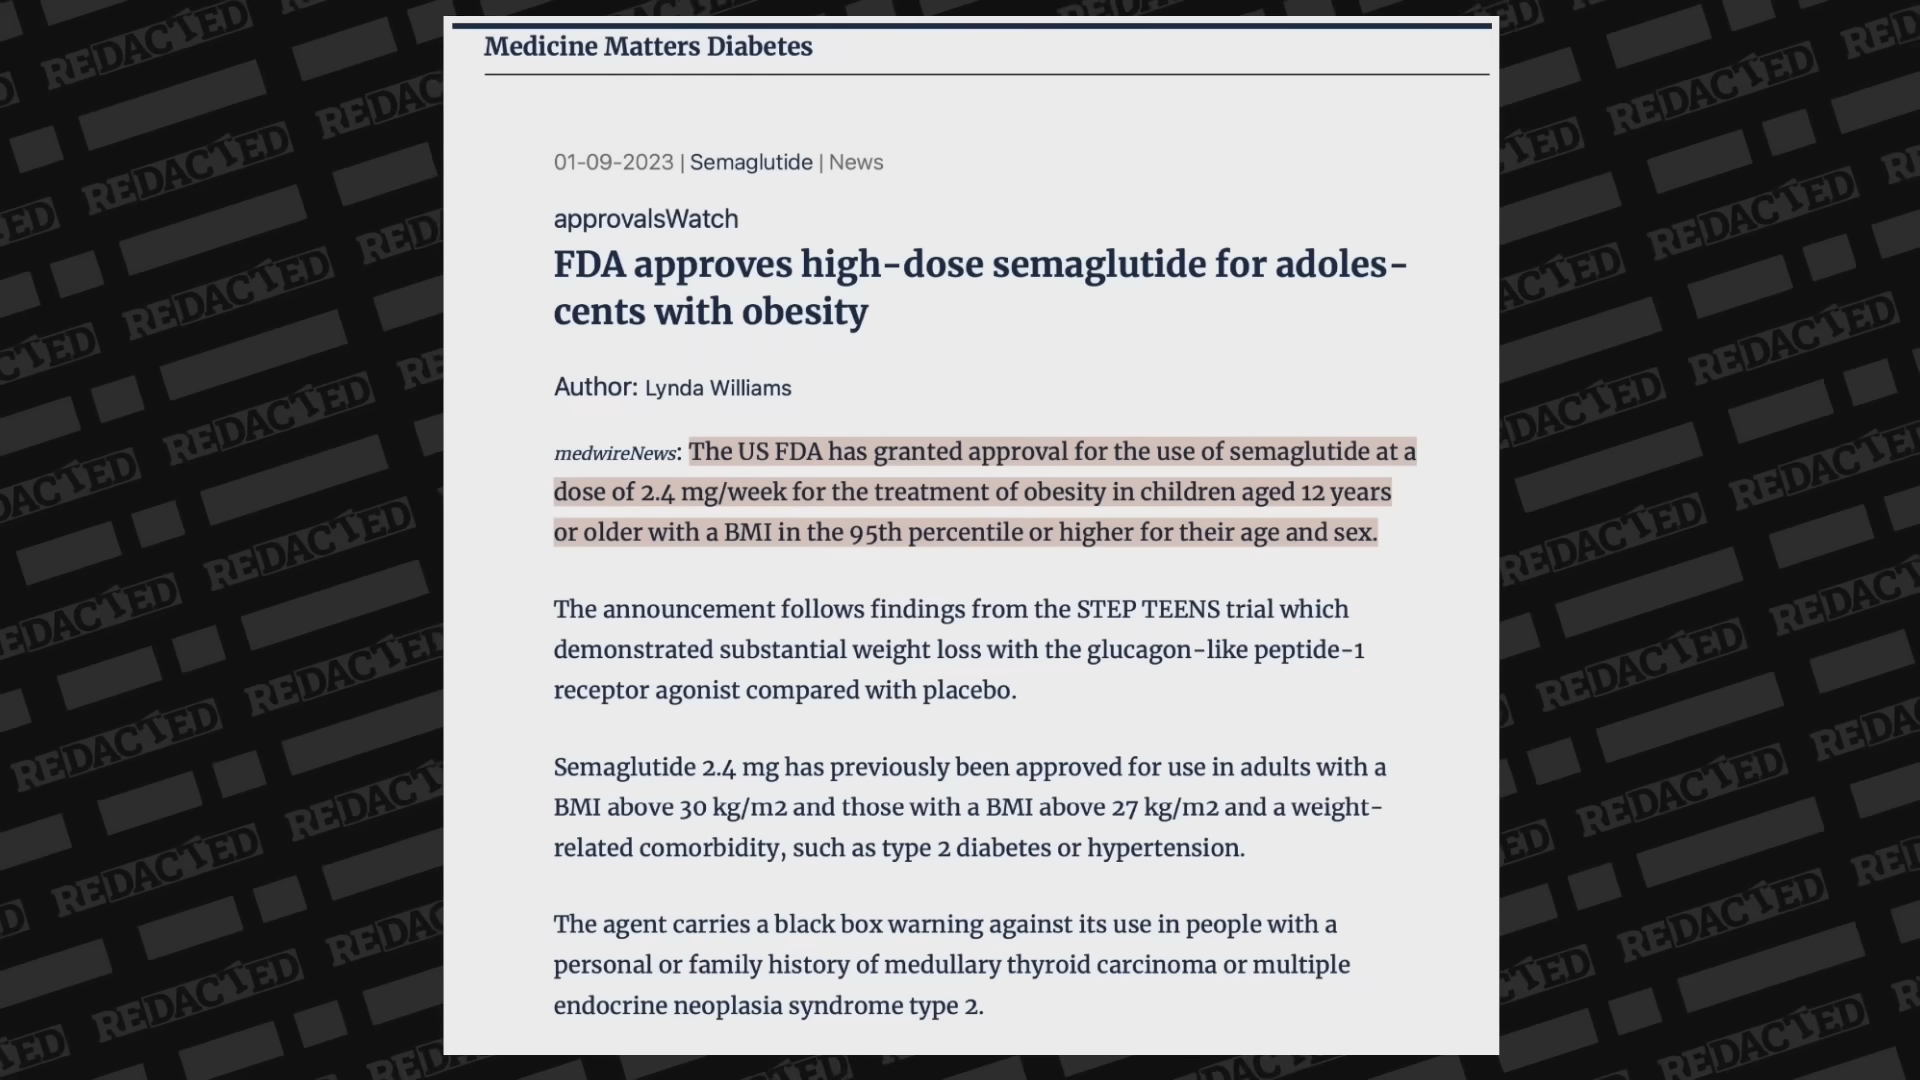 Medicine Matters Diabetes
01-09-2023 | Semaglutide | News
approvalsWatch
FDA approves high-dose semaglutide for adoles-
cents with obesity
Author: Lynda Williams
medwireNews: The US FDA has granted approval for the use of semaglutide at a
dose of 2.4 mg/week for the treatment of obesity in children aged 12 years
or older with a BMI in the 95th percentile or higher for their age and sex.
The announcement follows findings from the STEP TEENS trial which
demonstrated substantial weight loss with the glucagon-like peptide-1
receptor agonist compared with placebo.
Semaglutide 2.4 mg has previously been approved for use in adults with a
BMI above 30 kg/m2 and those with a BMI above 27 kg/m2 and a weight-
related comorbidity, such as type 2 diabetes or hypertension.
The agent carries a black box warning against its use in people with a
personal or family history of medullary thyroid carcinoma or multiple
endocrine neoplasia syndrome type 2.
REDACTED